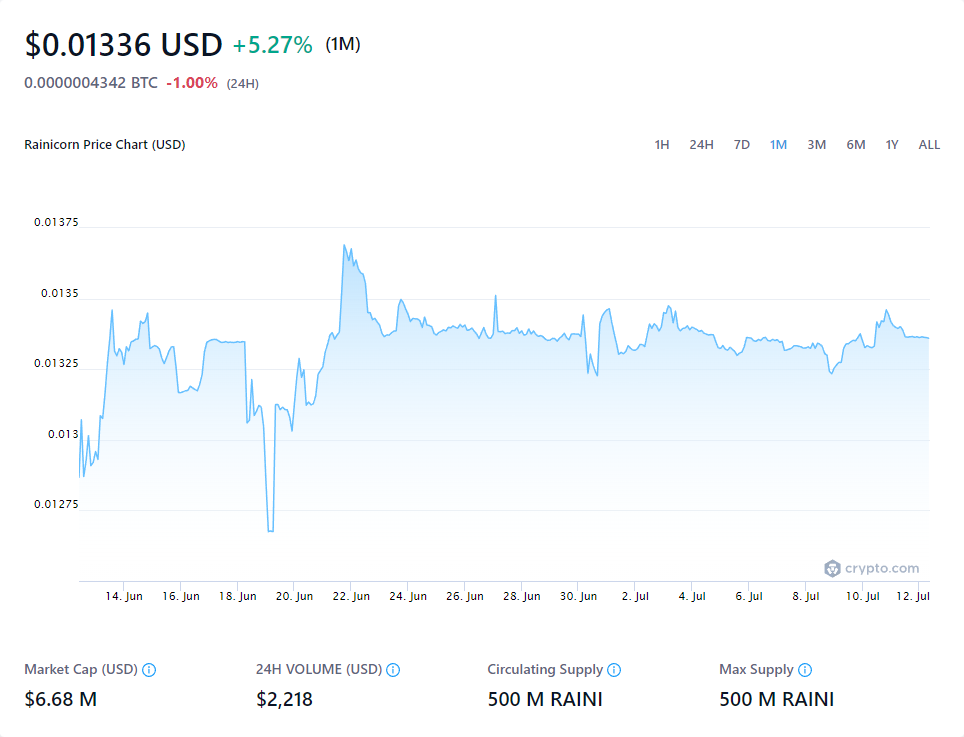 $0.01336 USD +5.27% (1M)
0.0000004342 BTC -1.00% (24H)
Rainicorn Price Chart (USD) 1H 24H 7D 1M 3M 6M 1Y ALL
0.01375
0.0135
0.01325
0.013
0.01275
crypto.com
14. Jun 16. Jun 18. Jun 20. Jun 22. Jun 24. Jun 26. Jun 28. Jun 30. Jun 2. Jul 4. Jul 6. Jul 8. Jul 10. Jul 12. Jul
Market Cap (USD) 24H VOLUME (USD) Circulating Supply Max Supply
$6.68 M $2,218 500 M RAINI 500 M RAINI